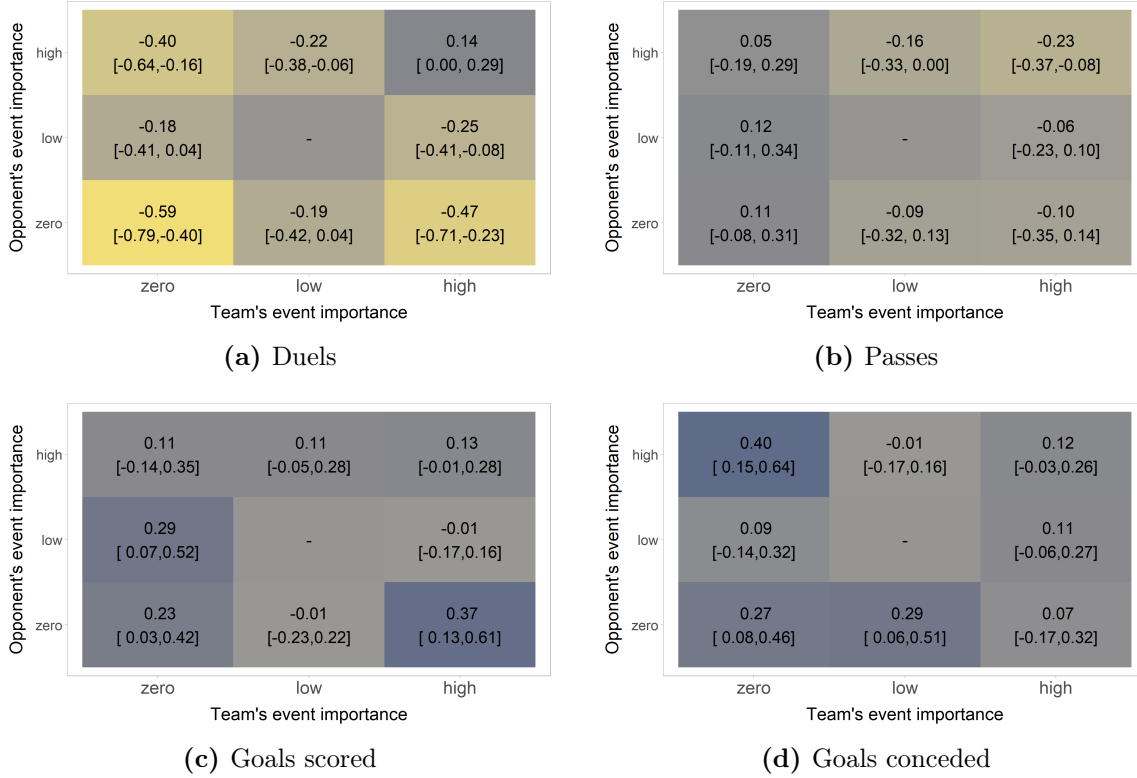 Opponent's event importance
high
low
zero
-0.40
[-0.64,-0.16]
-0.22
[-0.38,-0.06]
0.14
[ 0.00, 0.29]
-0.18
[-0.41, 0.04]
-
-0.25
[-0.41,-0.08]
-0.59
[-0.79,-0.40]
-0.19
[-0.42, 0.04]
-0.47
[-0.71,-0.23]
zero
low
high
Team's event importance
(a) Duels
Opponent's event importance
high
low
zero
0.05
[-0.19, 0.29]
-0.16
[-0.33, 0.00]
-0.23
[-0.37,-0.08]
0.12
[-0.11, 0.34]
-
-0.06
[-0.23, 0.10]
0.11
[-0.08, 0.31]
-0.09
[-0.32, 0.13]
-0.10
[-0.35, 0.14]
zero
low
high
Team's event importance
(b) Passes
Opponent's event importance
high
low
zero
0.11
[-0.14,0.35]
0.11
[-0.05,0.28]
0.13
[-0.01,0.28]
0.29
[ 0.07,0.52]
-
-0.01
[-0.17,0.16]
0.23
[ 0.03,0.42]
-0.01
[-0.23,0.22]
0.37
[ 0.13,0.61]
zero
low
high
Team's event importance
(c) Goals scored
Opponent's event importance
high
low
zero
0.40
[ 0.15,0.64]
-0.01
[-0.17,0.16]
0.12
[-0.03,0.26]
0.09
[-0.14,0.32]
-
0.11
[-0.06,0.27]
0.27
[ 0.08,0.46]
0.29
[ 0.06,0.51]
0.07
[-0.17,0.32]
zero
low
high
Team's event importance
(d) Goals conceded